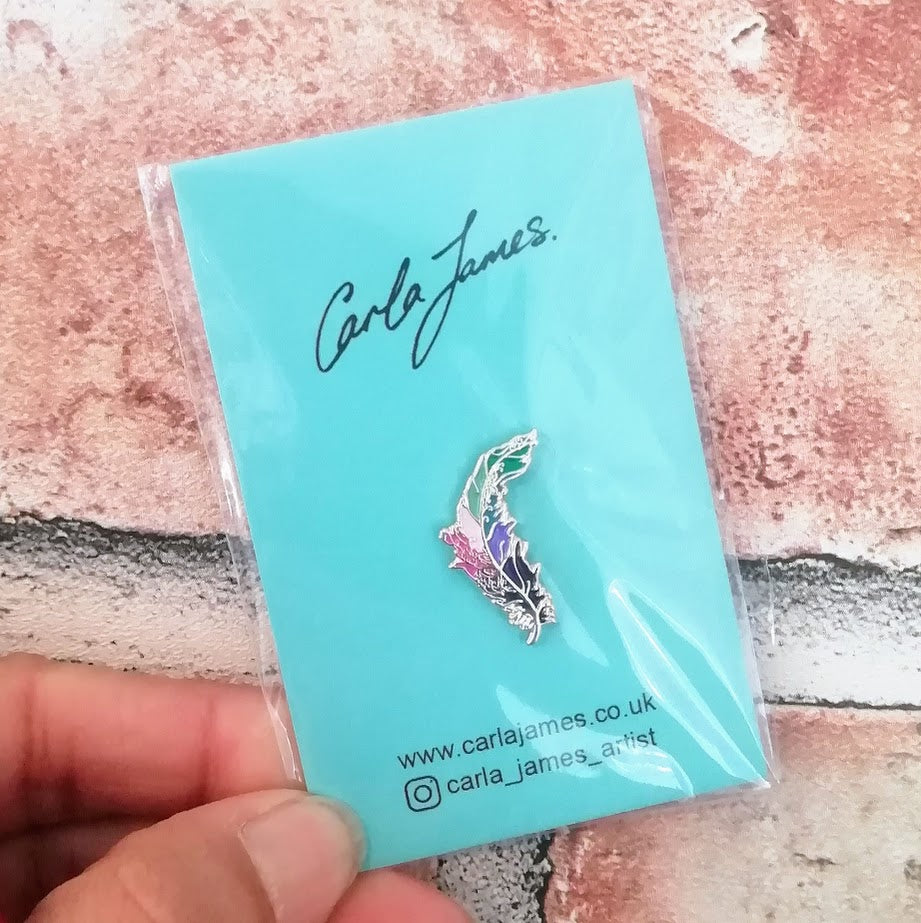 Carla James.
www.carlajames.co.uk
carla_james_artist